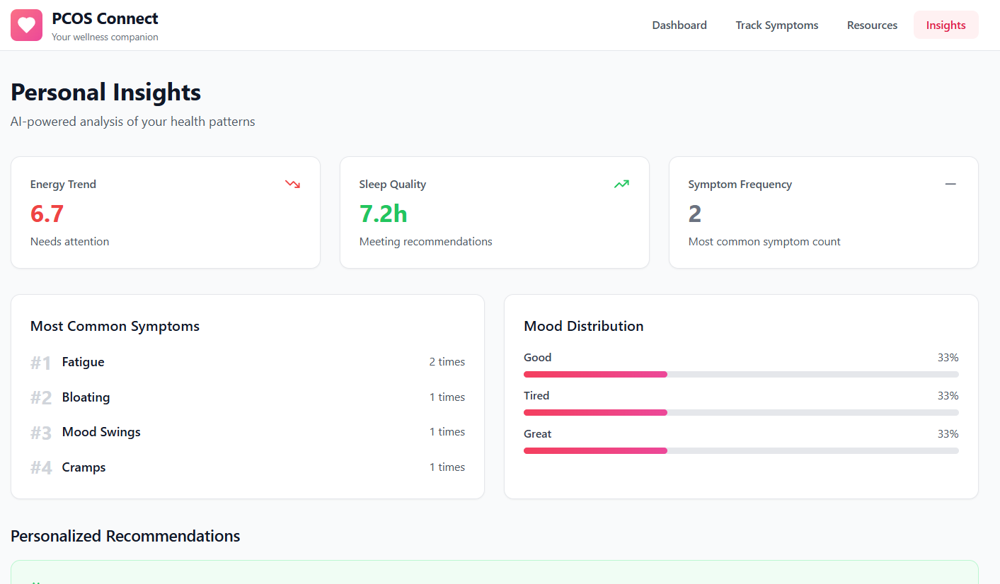 PCOS Connect
Your wellness companion
Dashboard
Track Symptoms
Resources
Insights
Personal Insights
AI-powered analysis of your health patterns
Energy Trend
6.7
Needs attention
Sleep Quality
7.2h
Meeting recommendations
Symptom Frequency
2
Most common symptom count
Most Common Symptoms
#1 Fatigue 2 times
#2 Bloating 1 times
#3 Mood Swings 1 times
#4 Cramps 1 times
Mood Distribution
Good 33%
Tired 33%
Great 33%
Personalized Recommendations